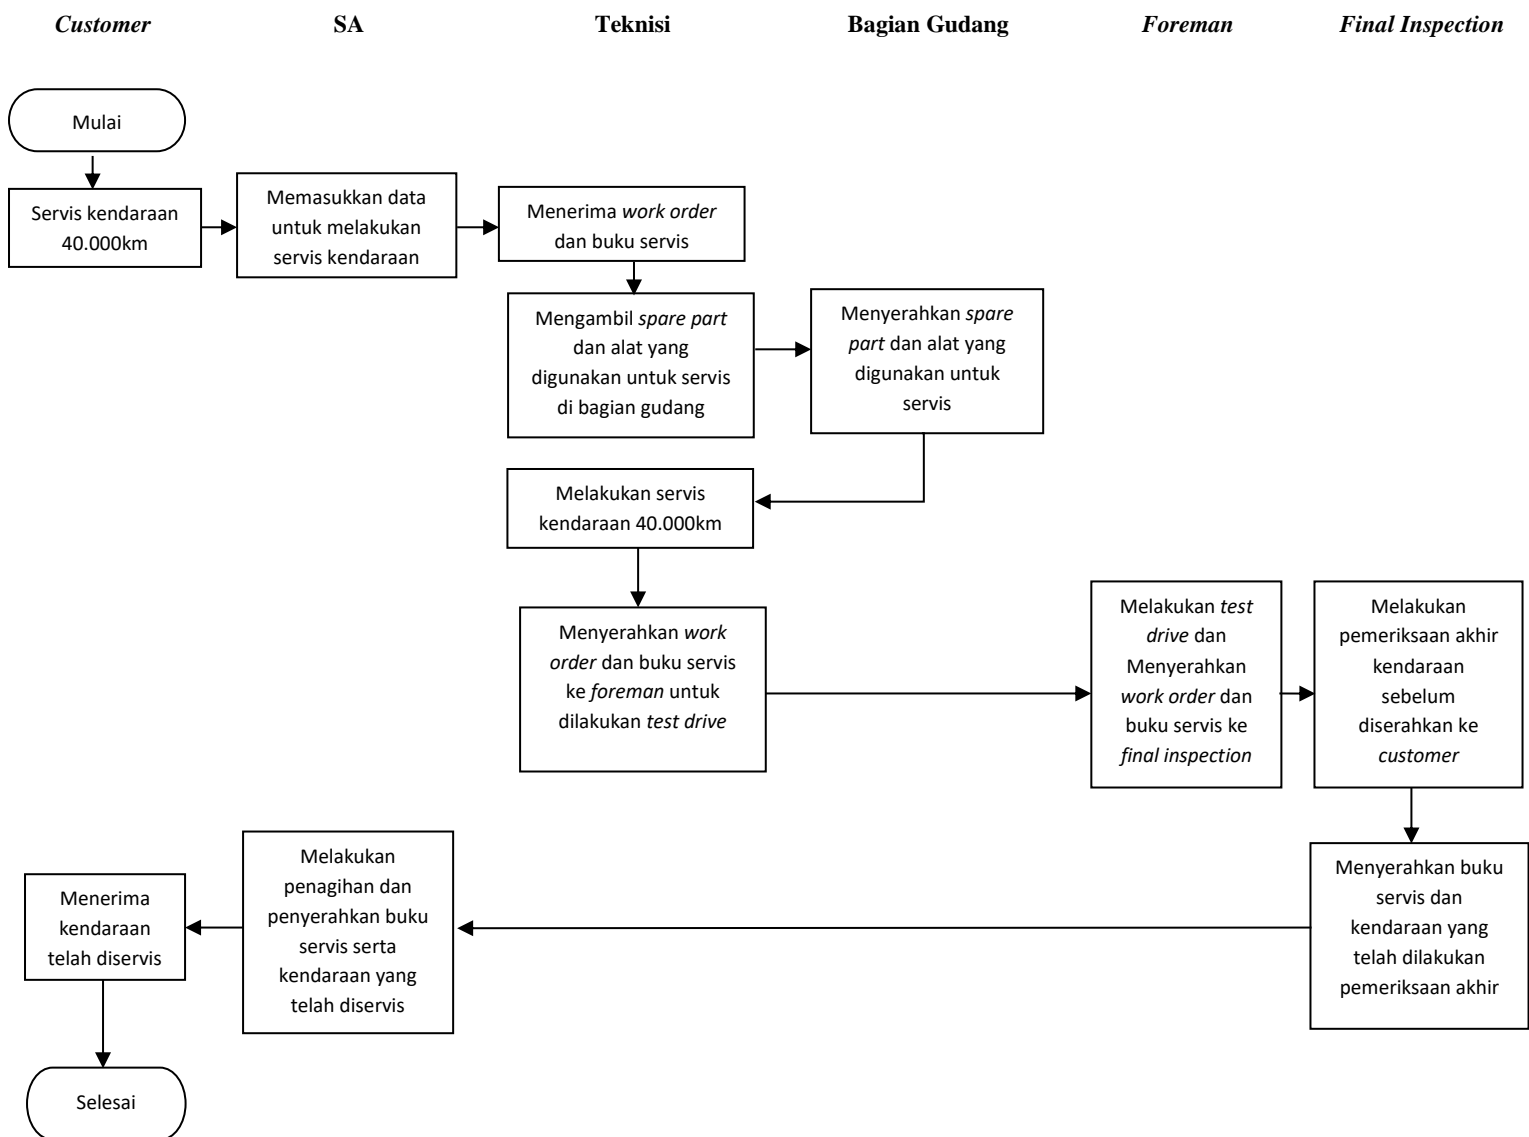 Customer
SA
Teknisi
Bagian Gudang
Foreman
Final Inspection
Mulai
Servis kendaraan
40.000km
Memasukkan data
untuk melakukan
servis kendaraan
Menerima work order
dan buku servis
Mengambil spare part
dan alat yang
digunakan untuk servis
di bagian gudang
Menyerahkan spare
part dan alat yang
digunakan untuk
servis
Melakukan servis
kendaraan 40.000km
Menyerahkan work
order dan buku servis
ke foreman untuk
dilakukan test drive
Melakukan test
drive dan
Menyerahkan
work order dan
buku servis ke
final inspection
Melakukan
pemeriksaan akhir
kendaraan
sebelum
diserahkan ke
customer
Menyerahkan buku
servis dan
kendaraan yang
telah dilakukan
pemeriksaan akhir
Melakukan
penagihan dan
penyerahkan buku
servis serta
kendaraan yang
telah diservis
Menerima
kendaraan
telah diservis
Selesai